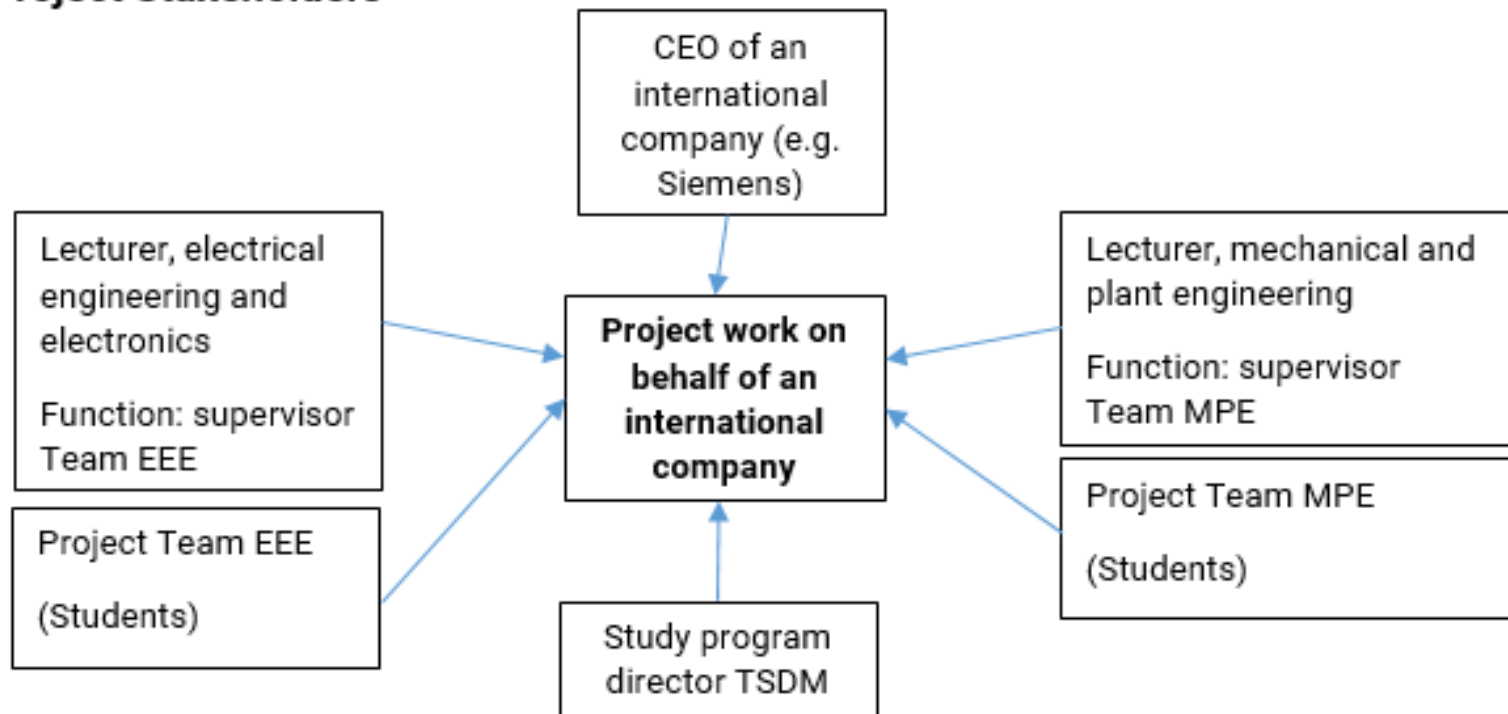 CEO of an
international
company (e.g.
Siemens)
Lecturer, electrical
engineering and
electronics
Function: supervisor
Team EEE
Lecturer, mechanical and
plant engineering
Function: supervisor
Team MPE
Project work on
behalf of an
international
company
Project Team EEE
(Students)
Project Team MPE
(Students)
Study program
director TSDM